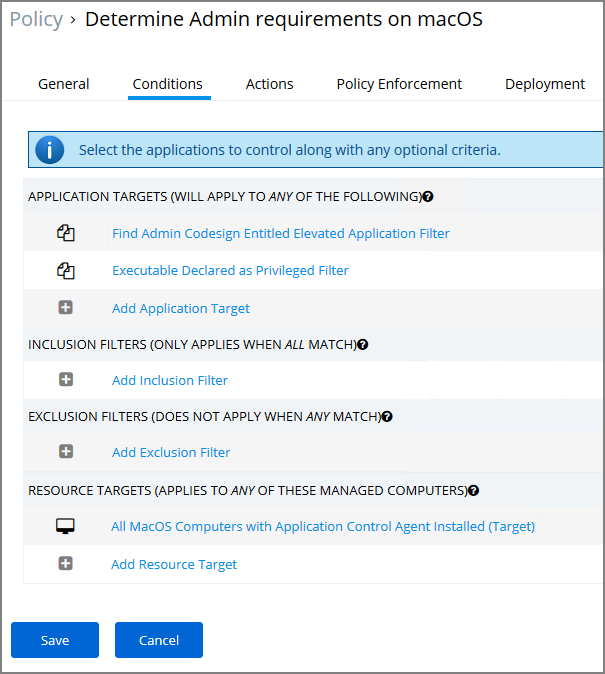 Policy › Determine Admin requirements on macOS
General Conditions Actions Policy Enforcement Deployment
i Select the applications to control along with any optional criteria.
APPLICATION TARGETS (WILL APPLY TO ANY OF THE FOLLOWING)?
Find Admin Codesign Entitled Elevated Application Filter
Executable Declared as Privileged Filter
Add Application Target
INCLUSION FILTERS (ONLY APPLIES WHEN ALL MATCH)?
Add Inclusion Filter
EXCLUSION FILTERS (DOES NOT APPLY WHEN ANY MATCH)?
Add Exclusion Filter
RESOURCE TARGETS (APPLIES TO ANY OF THESE MANAGED COMPUTERS)?
All MacOS Computers with Application Control Agent Installed (Target)
Add Resource Target
Save Cancel